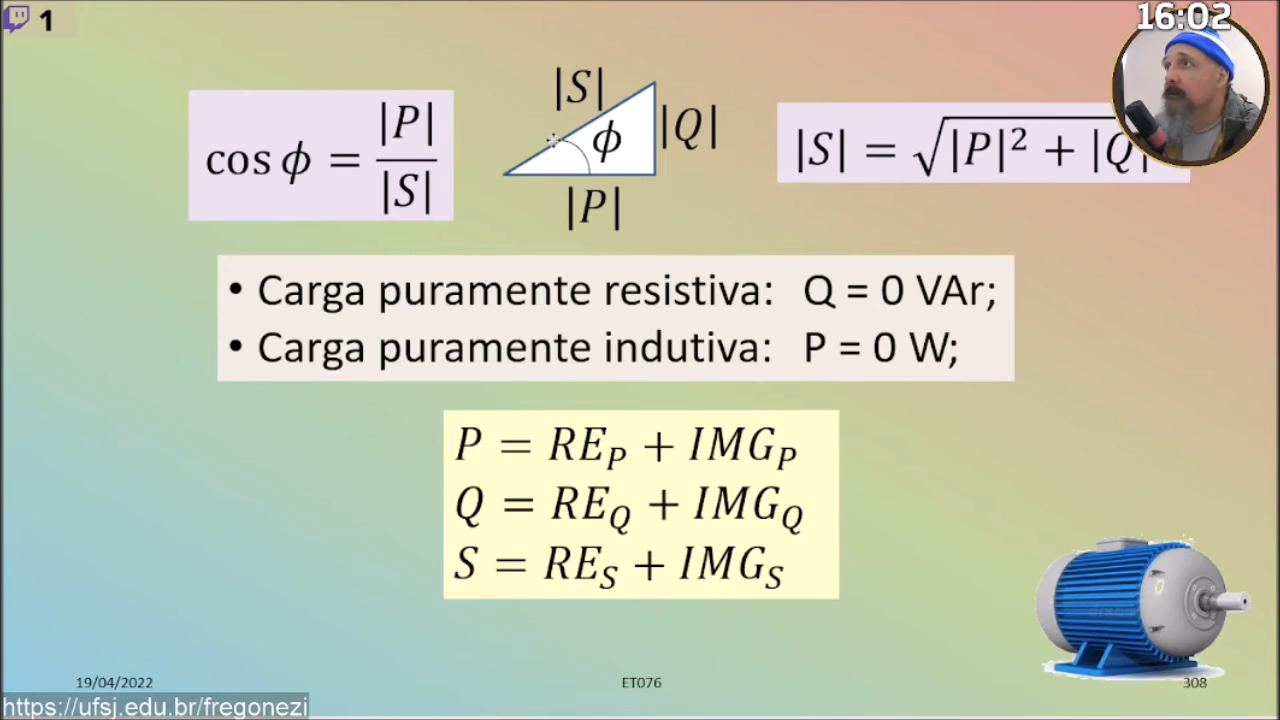 1
16:02
cos ϕ = |P| / |S|
|S|
ϕ
|Q|
|P|
|S| = √|P|² + |Q|
• Carga puramente resistiva: Q = 0 VAr;
• Carga puramente indutiva: P = 0 W;
P = RE_P + IMG_P
Q = RE_Q + IMG_Q
S = RE_S + IMG_S
19/04/2022
ET076
308
https://ufsj.edu.br/fregonezi